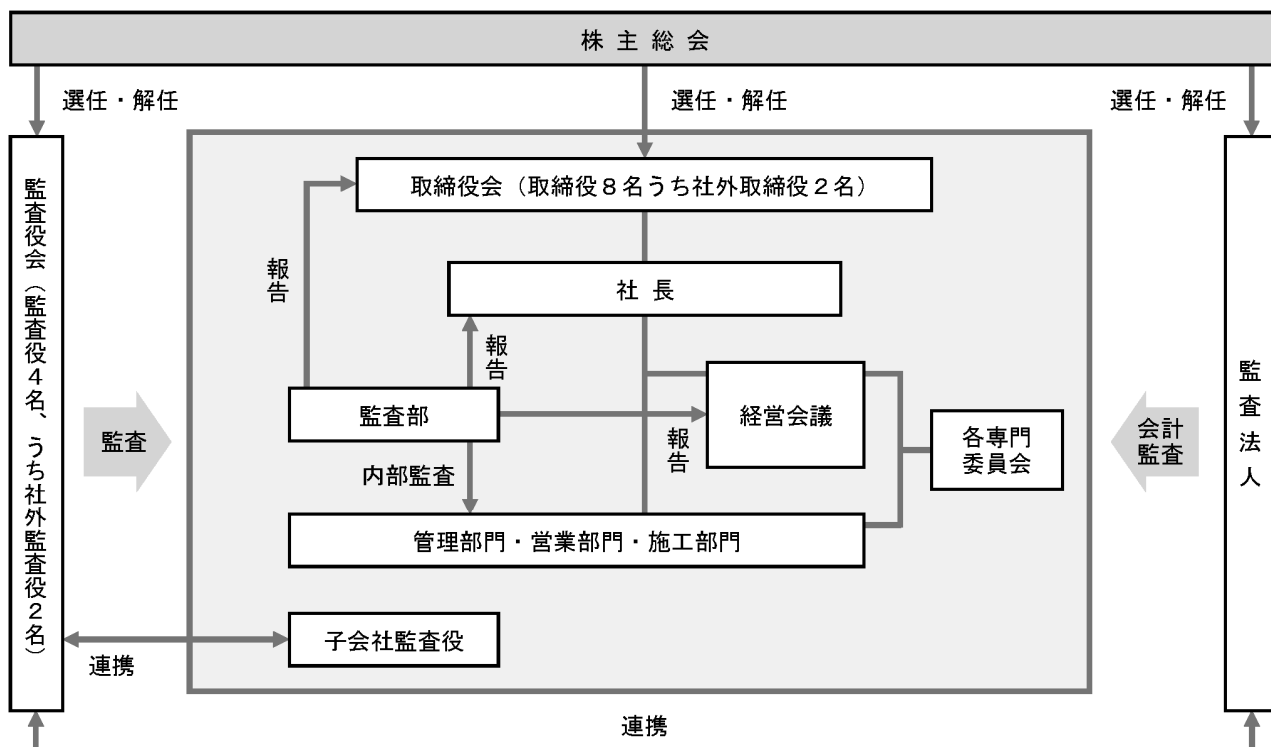 株主総会
選任・解任
選任・解任
選任・解任
監査役会（監査役４名、うち社外監査役２名）
取締役会（取締役８名うち社外取締役２名）
報告
社長
報告
監査部
経営会議
報告
各専門
委員会
監査
会計
監査
監査法人
内部監査
管理部門・営業部門・施工部門
子会社監査役
連携
連携